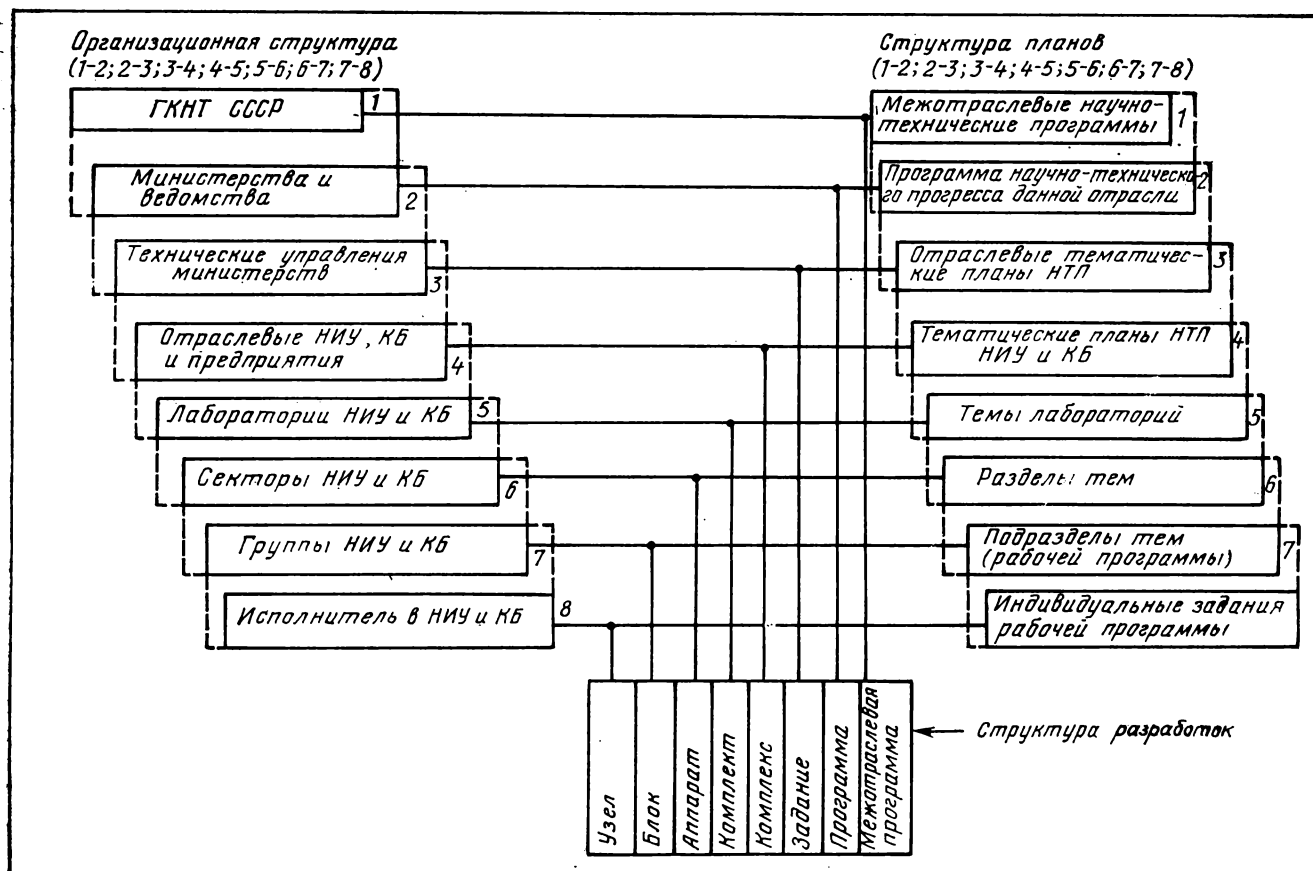 Организационная структура
(1-2; 2-3; 3-4; 4-5; 5-6; 6-7; 7-8)
ГКНТ СССР
1
Министерства и
ведомства
2
Технические управления
министерств
3
Отраслевые НИУ, КБ
и предприятия
4
Лаборатории НИУ и КБ
5
Секторы НИУ и КБ
6
Группы НИУ и КБ
7
Исполнитель в НИУ и КБ
8
Структура планов
(1-2; 2-3; 3-4; 4-5; 5-6; 6-7; 7-8)
Межотраслевые научно-
технические программы
1
Программа научно-техническо-
го прогресса данной отрасли
2
Отраслевые тематичес-
кие планы НТП
3
Тематические планы НТП
НИУ и КБ
4
Темы лабораторий
5
Разделы тем
6
Подразделы тем
(рабочей программы)
7
Индивидуальные задания
рабочей программы
Узел
Блок
Аппарат
Комплект
Комплекс
Задание
Программа
Межотраслевая
программа
Структура разработок